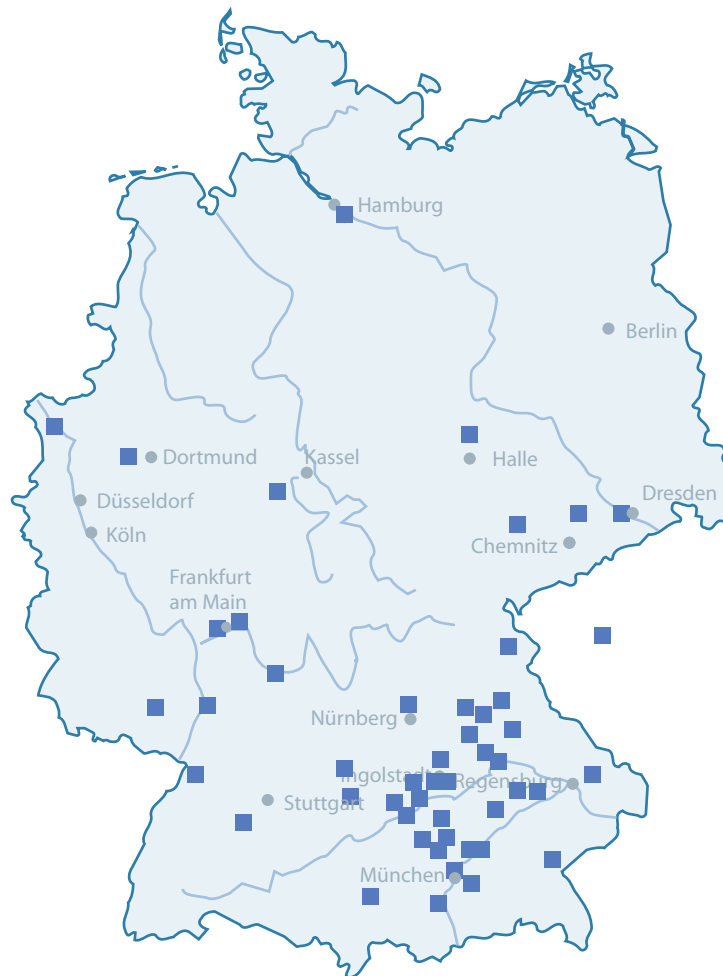 Hamburg
Berlin
Dortmund
Kassel
Halle
Düsseldorf
Dresden
Köln
Chemnitz
Frankfurt
am Main
Nürnberg
Ingolstadt
Regensburg
Stuttgart
München